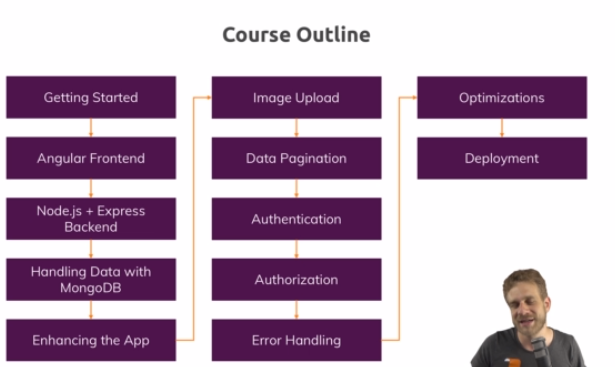 Course Outline
Getting Started
Angular Frontend
Node.js + Express
Backend
Handling Data with
MongoDB
Enhancing the App
Image Upload
Data Pagination
Authentication
Authorization
Error Handling
Optimizations
Deployment